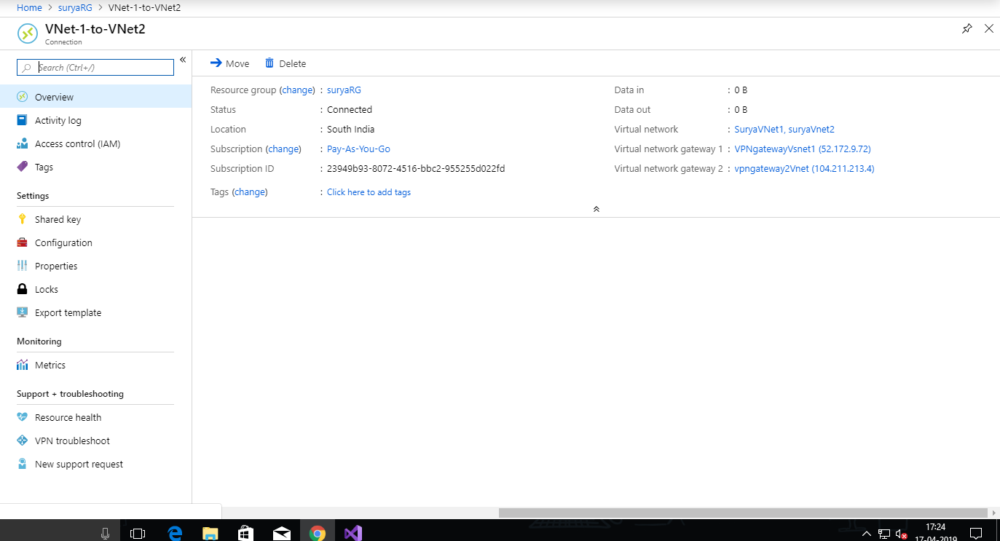 Home > suryaRG > VNet-1-to-VNet2
VNet-1-to-VNet2
Connection
Search (Ctrl+/)
Overview
Activity log
Access control (IAM)
Tags
Settings
Shared key
Configuration
Properties
Locks
Export template
Monitoring
Metrics
Support + troubleshooting
Resource health
VPN troubleshoot
New support request
Move Delete
Resource group (change) : suryaRG
Status : Connected
Location : South India
Subscription (change) : Pay-As-You-Go
Subscription ID : 23949b93-8072-4516-bbc2-955255d022fd
Tags (change) : Click here to add tags
Data in : 0 B
Data out : 0 B
Virtual network : SuryaVNet1, suryaVnet2
Virtual network gateway 1 : VPNgatewayVsnet1 (52.172.9.72)
Virtual network gateway 2 : vpngateway2Vnet (104.211.213.4)
17:24
17-04-2019